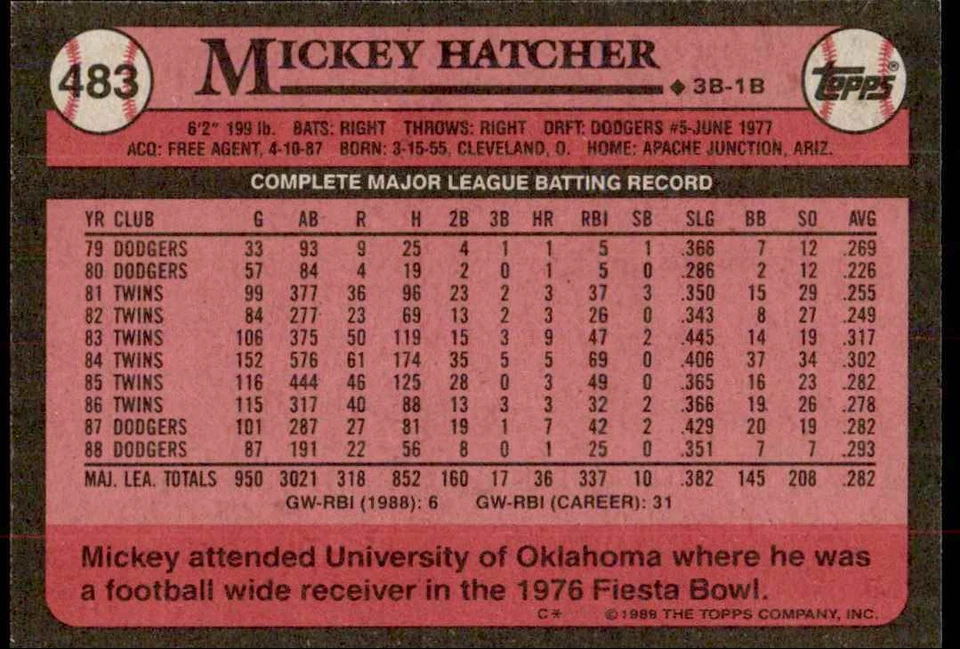 483
MICKEY HATCHER
◆ 3B-1B
TOPPS®
6'2" 199 lb. BATS: RIGHT THROWS: RIGHT DRFT: DODGERS #5-JUNE 1977
ACQ: FREE AGENT, 4-10-87 BORN: 3-15-55, CLEVELAND, O. HOME: APACHE JUNCTION, ARIZ.
COMPLETE MAJOR LEAGUE BATTING RECORD
YR CLUB G AB R H 2B 3B HR RBI SB SLG BB SO AVG
79 DODGERS 33 93 9 25 4 1 1 5 1 .366 7 12 .269
80 DODGERS 57 84 4 19 2 0 1 5 0 .286 2 12 .226
81 TWINS 99 377 36 96 23 2 3 37 3 .350 15 29 .255
82 TWINS 84 277 23 69 13 2 3 26 0 .343 8 27 .249
83 TWINS 106 375 50 119 15 3 9 47 2 .445 14 19 .317
84 TWINS 152 576 61 174 35 5 5 69 0 .406 37 34 .302
85 TWINS 116 444 46 125 28 0 3 49 0 .365 16 23 .282
86 TWINS 115 317 40 88 13 3 3 32 2 .366 19 26 .278
87 DODGERS 101 287 27 81 19 1 7 42 2 .429 20 19 .282
88 DODGERS 87 191 22 56 8 0 1 25 0 .351 7 7 .293
MAJ. LEA. TOTALS 950 3021 318 852 160 17 36 337 10 .382 145 208 .282
GW-RBI (1988): 6 GW-RBI (CAREER): 31
Mickey attended University of Oklahoma where he was
a football wide receiver in the 1976 Fiesta Bowl.
C* ©1989 THE TOPPS COMPANY, INC.